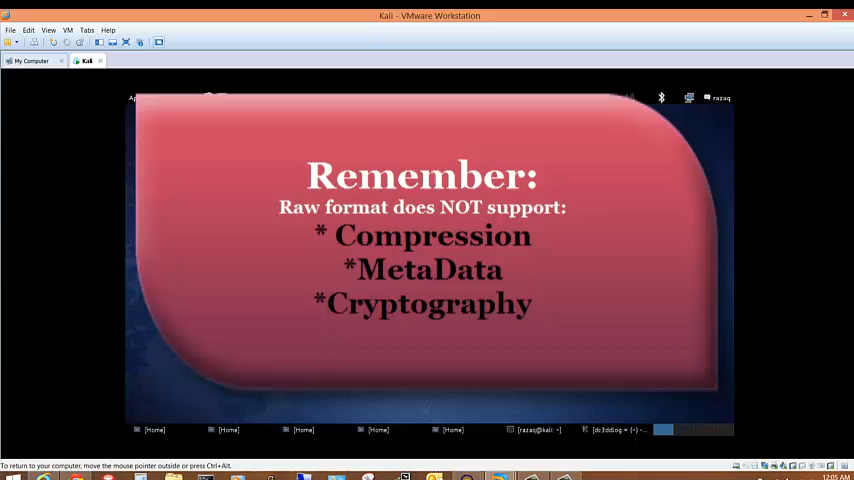 Kali - VMware Workstation
File Edit View VM Tabs Help
My Computer Kali
razaq
Remember:
Raw format does NOT support:
* Compression
*MetaData
*Cryptography
[Home] [Home] [Home] [Home] [Home] [razaq@kali: ~] [dc3ddlog = (~) -...
To return to your computer, move the mouse pointer outside or press Ctrl+Alt.
12:05 AM